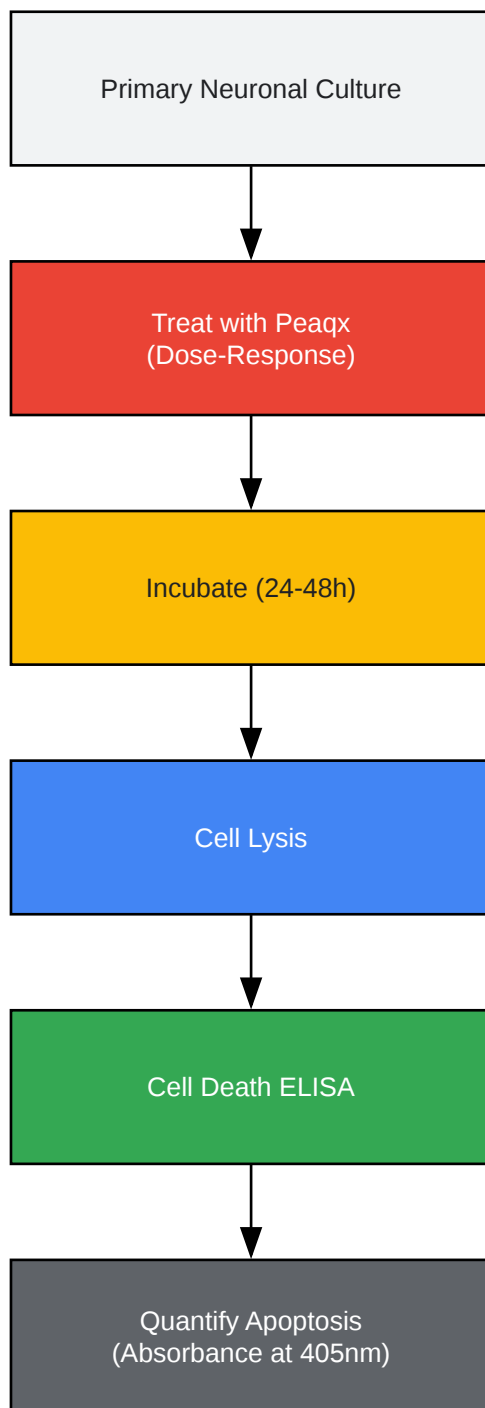 Primary Neuronal Culture
Treat with Peaqx
(Dose-Response)
Incubate (24-48h)
Cell Lysis
Cell Death ELISA
Quantify Apoptosis
(Absorbance at 405nm)